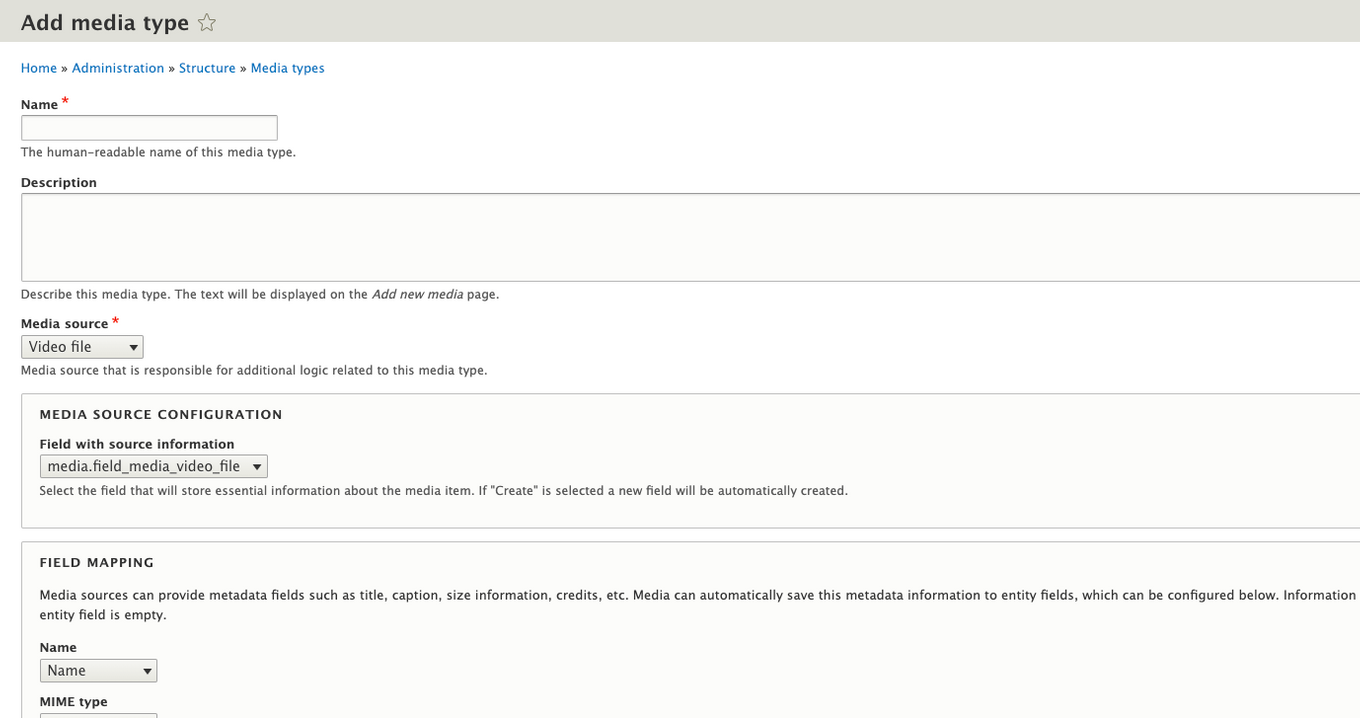 Add media type
Home » Administration » Structure » Media types
Name *
The human-readable name of this media type.
Description
Describe this media type. The text will be displayed on the Add new media page.
Media source *
Video file
Media source that is responsible for additional logic related to this media type.
MEDIA SOURCE CONFIGURATION
Field with source information
media.field_media_video_file
Select the field that will store essential information about the media item. If "Create" is selected a new field will be automatically created.
FIELD MAPPING
Media sources can provide metadata fields such as title, caption, size information, credits, etc. Media can automatically save this metadata information to entity fields, which can be configured below. Information
entity field is empty.
Name
Name
MIME type